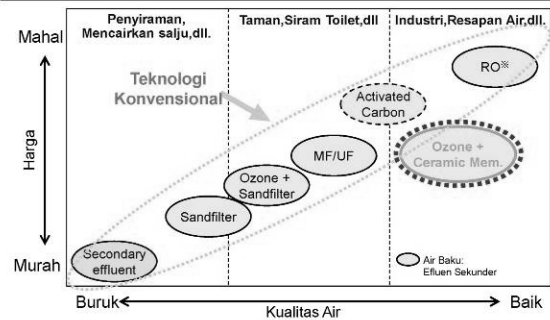 Penyiraman,
Mencairkan salju,dll.
Taman,Siram Toilet,dll
Industri,Resapan Air,dll.
Mahal
Harga
Murah
Teknologi
Konvensional
RO※
Activated
Carbon
Ozone +
Ceramic Mem.
MF/UF
Ozone +
Sandfilter
Sandfilter
Secondary
effluent
Air Baku:
Efluen Sekunder
Buruk
Kualitas Air
Baik